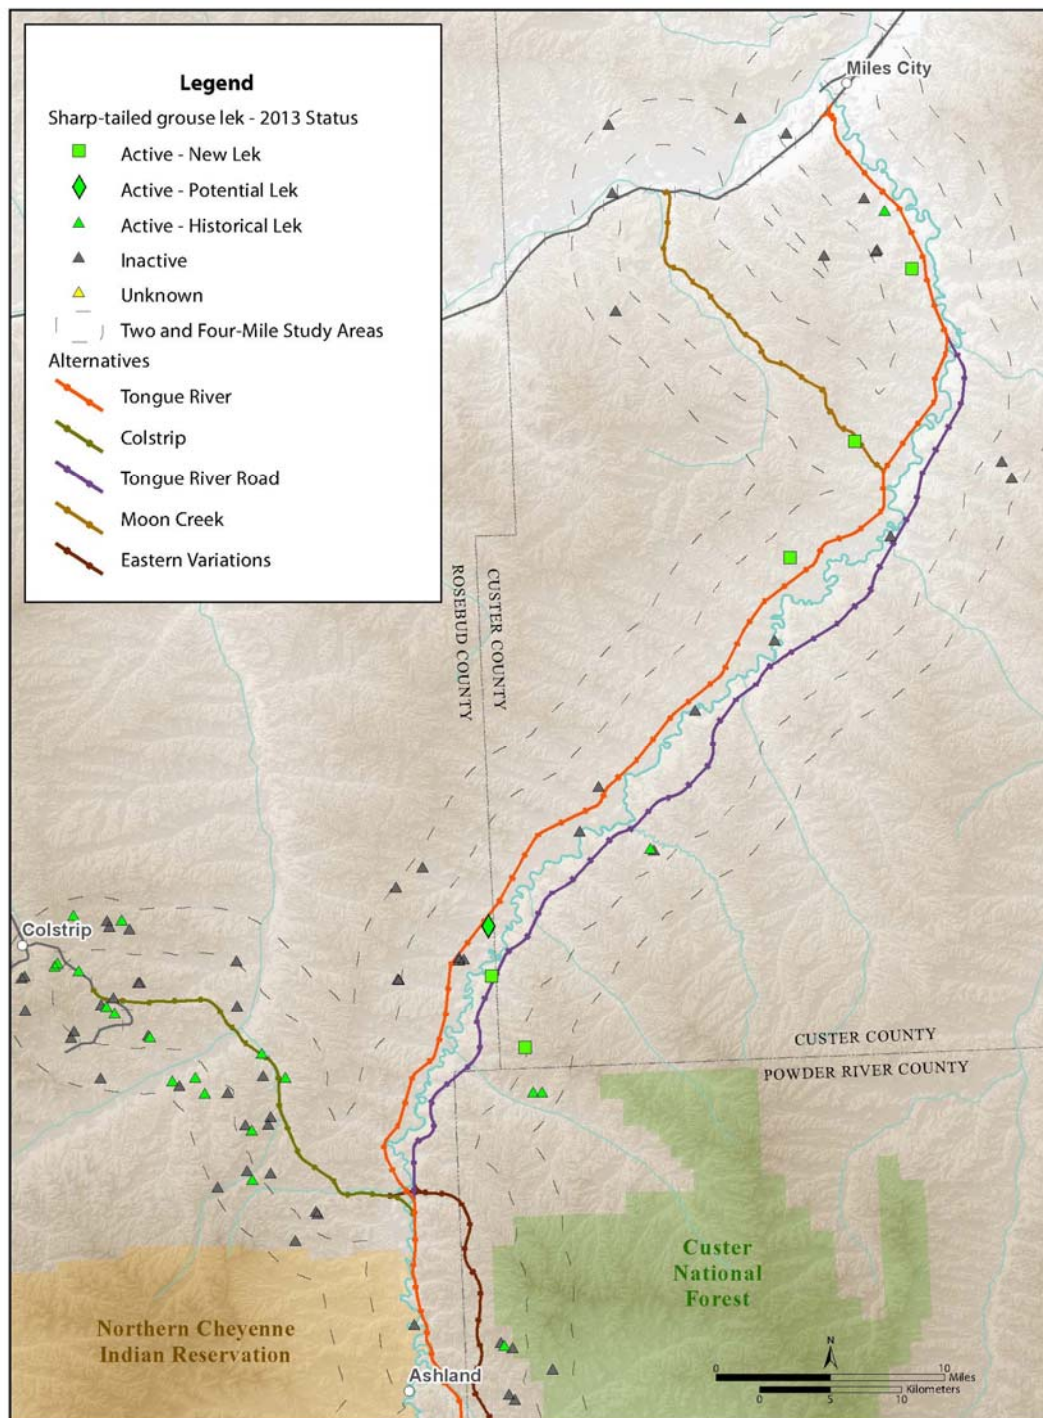 Legend
Sharp-tailed grouse lek - 2013 Status
Active - New Lek
Active - Potential Lek
Active - Historical Lek
Inactive
Unknown
Two and Four-Mile Study Areas
Alternatives
Tongue River
Colstrip
Tongue River Road
Moon Creek
Eastern Variations
Miles City
ROSEBUD COUNTY
CUSTER COUNTY
Colstrip
CUSTER COUNTY
POWDER RIVER COUNTY
Custer
National
Forest
Northern Cheyenne
Indian Reservation
Ashland
N
0 10
Miles
Kilometers
0 5 10